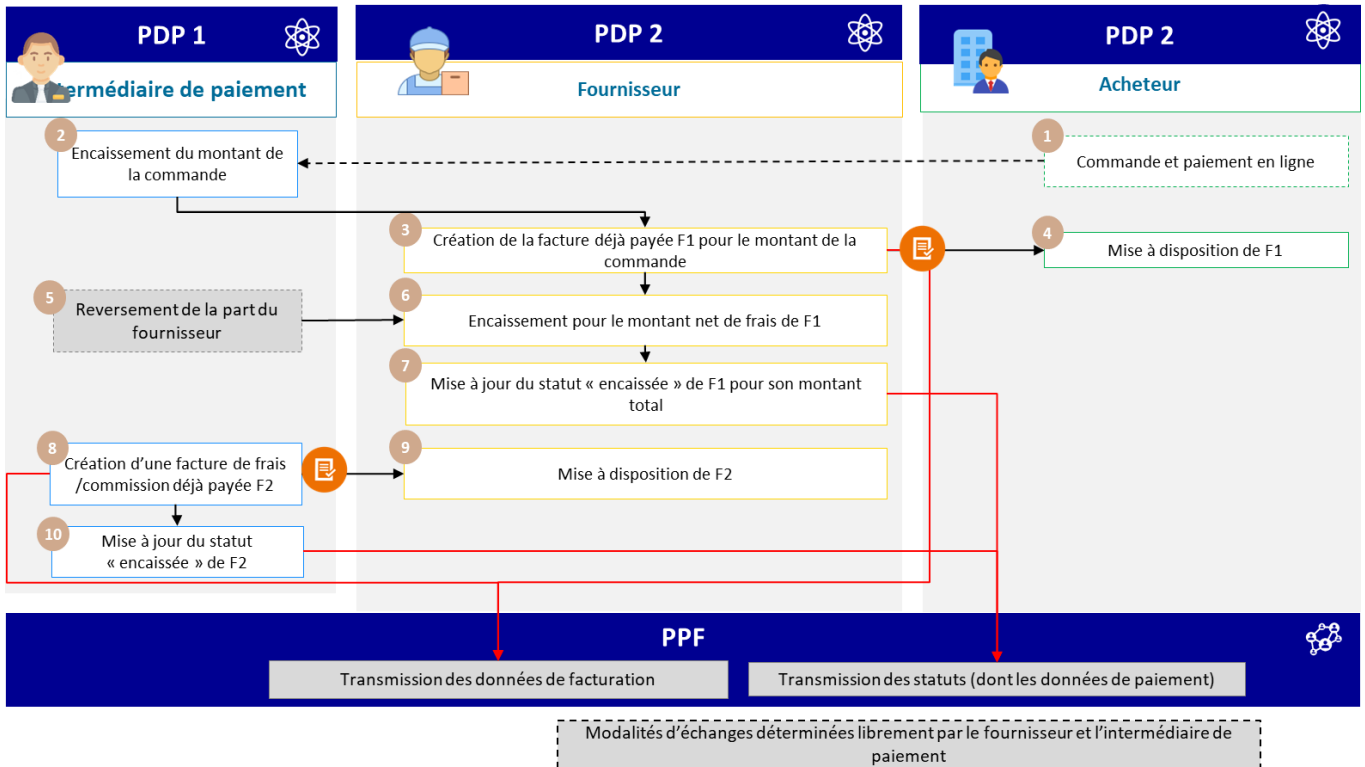 PDP 1
PDP 2
PDP 2
termédiaire de paiement
Fournisseur
Acheteur
2
Encaissement du montant de
la commande
1
Commande et paiement en ligne
3
Création de la facture déjà payée F1 pour le montant de la
commande
4
Mise à disposition de F1
5
Reversement de la part du
fournisseur
6
Encaissement pour le montant net de frais de F1
7
Mise à jour du statut « encaissée » de F1 pour son montant
total
8
Création d’une facture de frais
/commission déjà payée F2
9
Mise à disposition de F2
10
Mise à jour du statut
« encaissée » de F2
PPF
Transmission des données de facturation
Transmission des statuts (dont les données de paiement)
Modalités d’échanges déterminées librement par le fournisseur et l’intermédiaire de
paiement